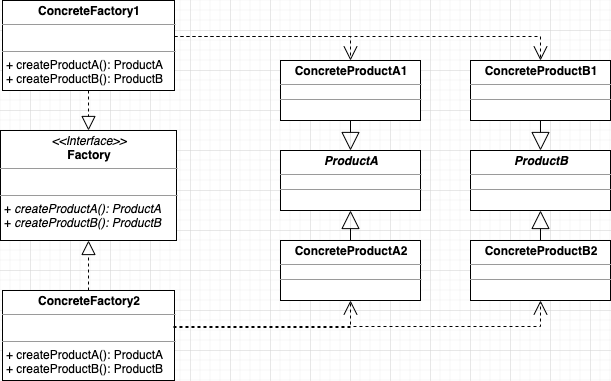 ConcreteFactory1
+ createProductA(): ProductA
+ createProductB(): ProductB
ConcreteProductA1
ConcreteProductB1
<<Interface>>
Factory
+ createProductA(): ProductA
+ createProductB(): ProductB
ProductA
ProductB
ConcreteProductA2
ConcreteProductB2
ConcreteFactory2
+ createProductA(): ProductA
+ createProductB(): ProductB